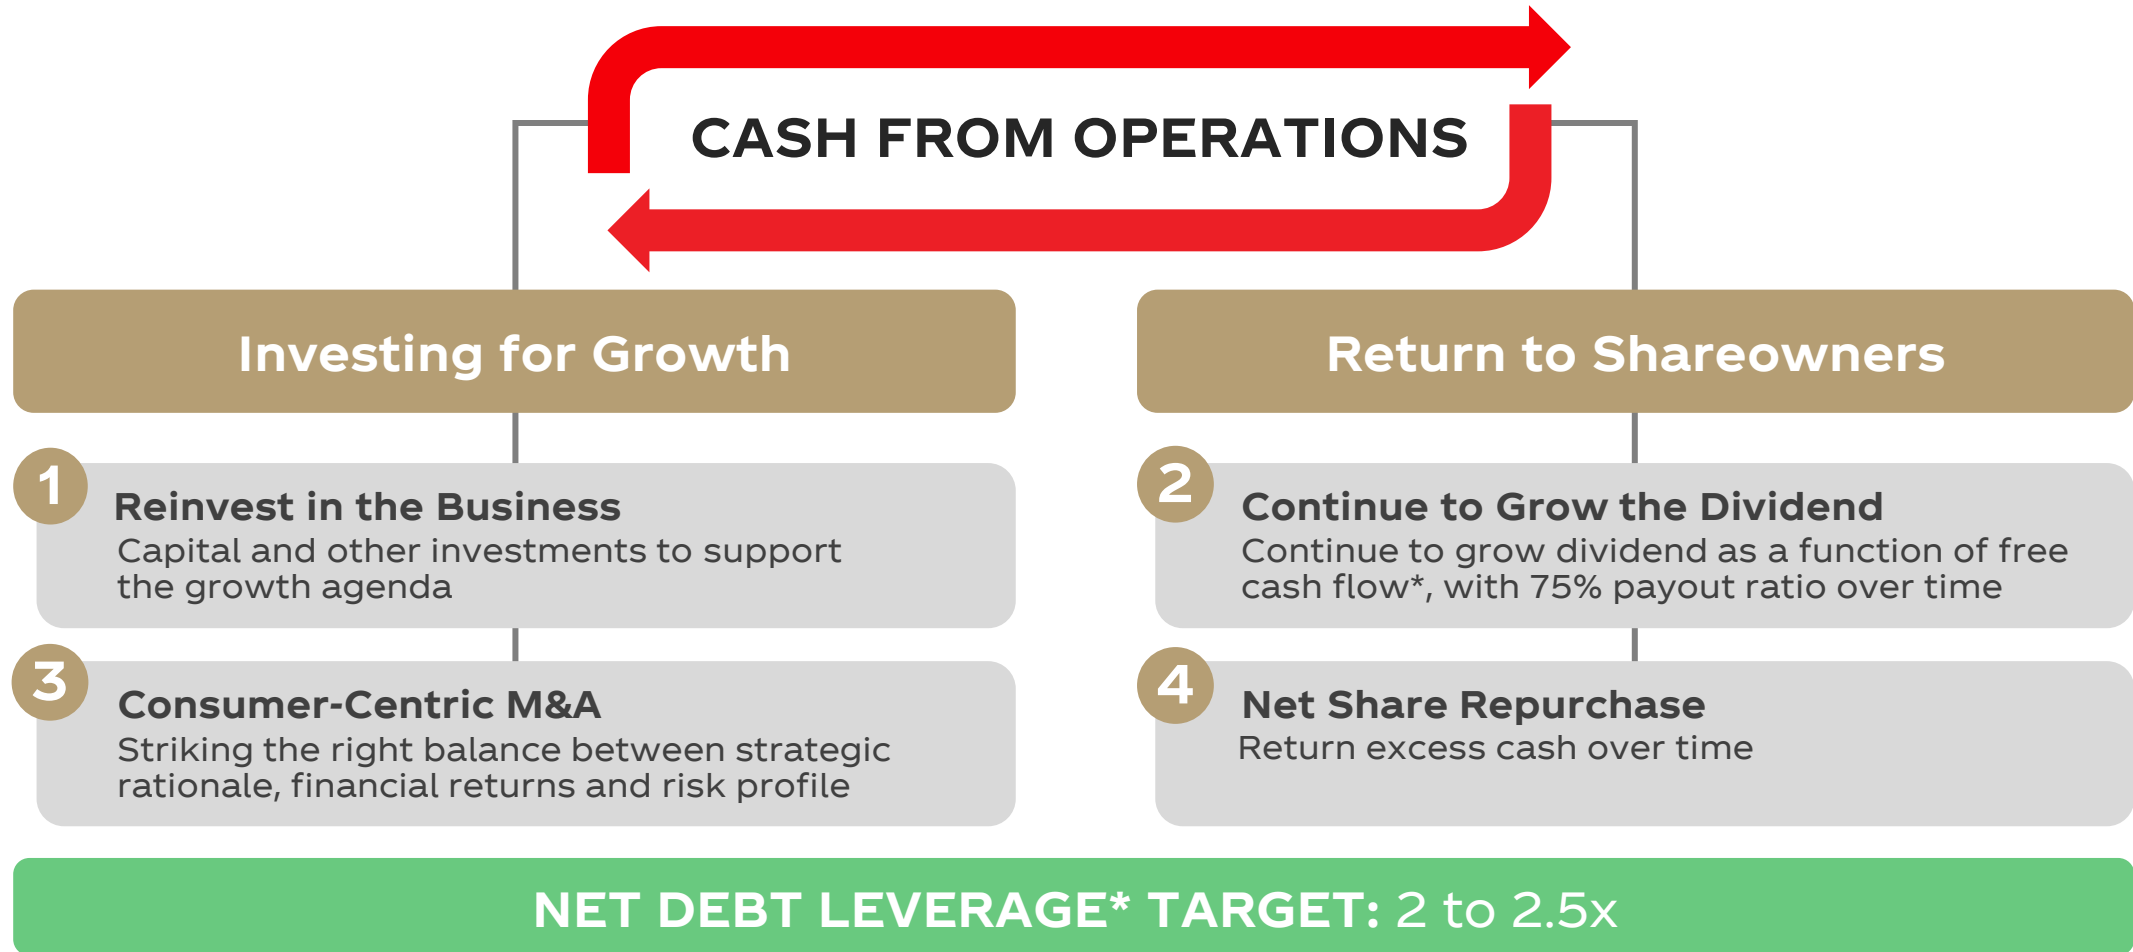 CASH FROM OPERATIONS
Investing for Growth
1
Reinvest in the Business
Capital and other investments to support
the growth agenda
3
Consumer-Centric M&A
Striking the right balance between strategic
rationale, financial returns and risk profile
Return to Shareowners
2
Continue to Grow the Dividend
Continue to grow dividend as a function of free
cash flow*, with 75% payout ratio over time
4
Net Share Repurchase
Return excess cash over time
NET DEBT LEVERAGE* TARGET: 2 to 2.5x